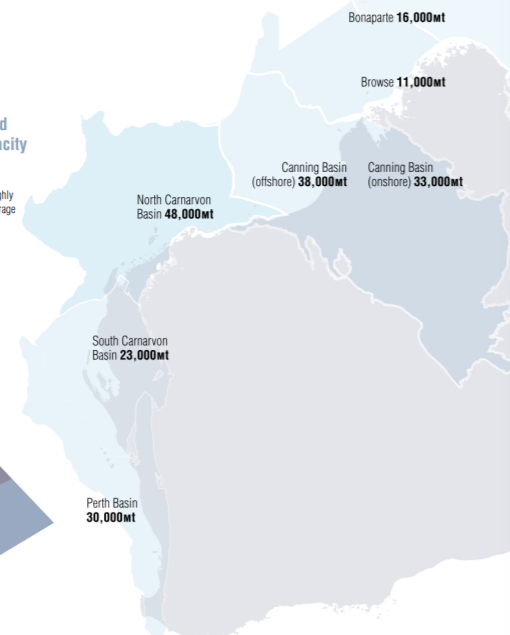 Bonaparte 16,000MT
Browse 11,000MT
Canning Basin
(offshore) 38,000MT
Canning Basin
(onshore) 33,000MT
North Carnarvon
Basin 48,000MT
South Carnarvon
Basin 23,000MT
Perth Basin
30,000MT